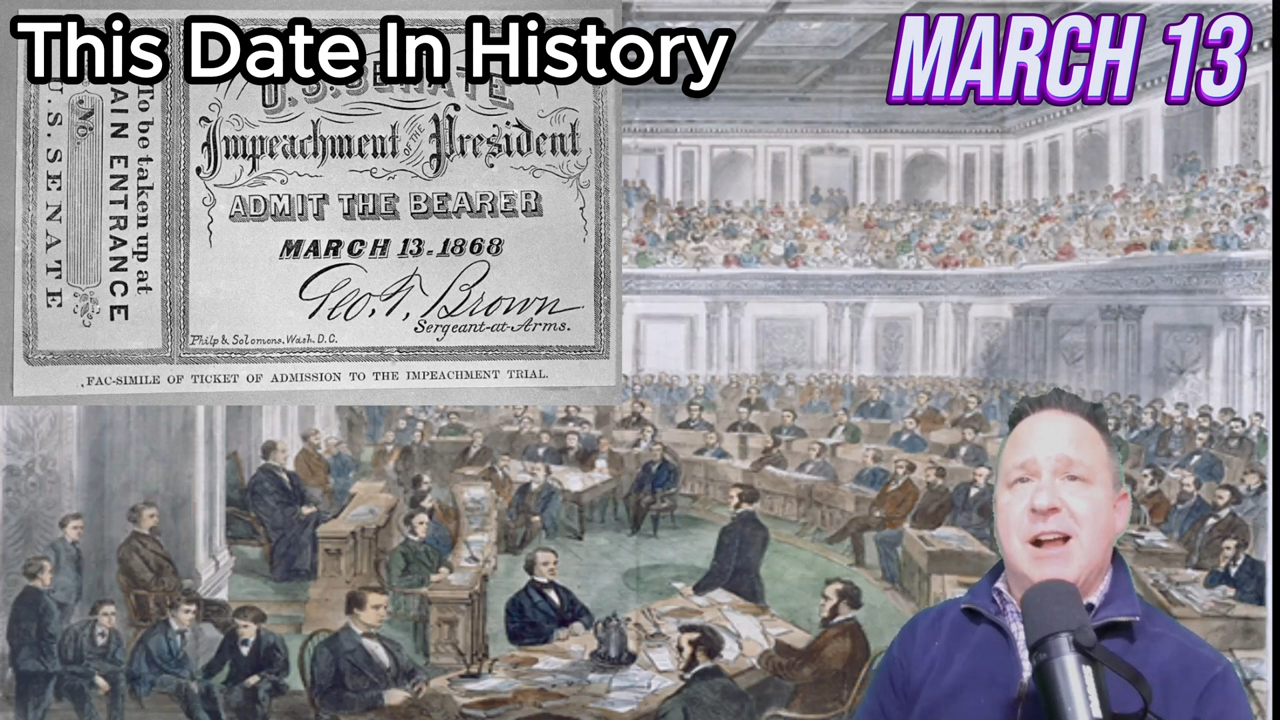 This Date In History
MARCH 13
U.S. SENATE
No.
To be taken up at
MAIN ENTRANCE
U.S. SENATE
Impeachment OF THE President
ADMIT THE BEARER
MARCH 13-1868
Geo. T. Brown
Sergeant-at-Arms.
Philp & Solomons. Wash. D.C.
FAC-SIMILE OF TICKET OF ADMISSION TO THE IMPEACHMENT TRIAL.